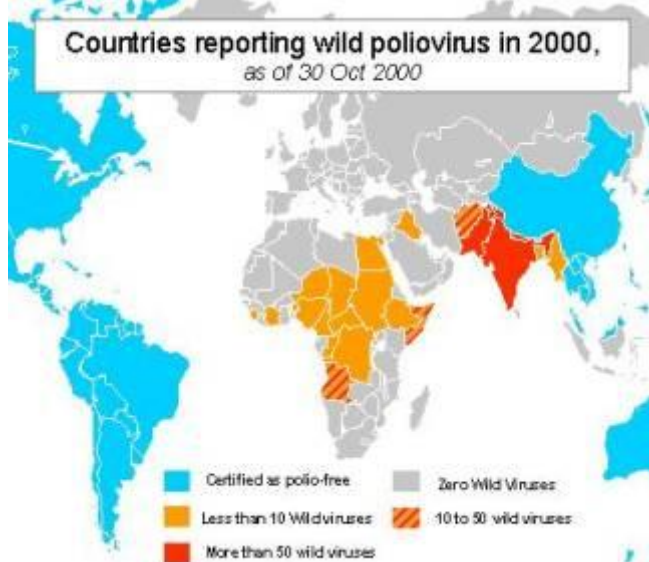 Countries reporting wild poliovirus in 2000,
as of 30 Oct 2000
Certified as polio-free
Zero Wild Viruses
Less than 10 Wild viruses
10 to 50 wild viruses
More than 50 wild viruses